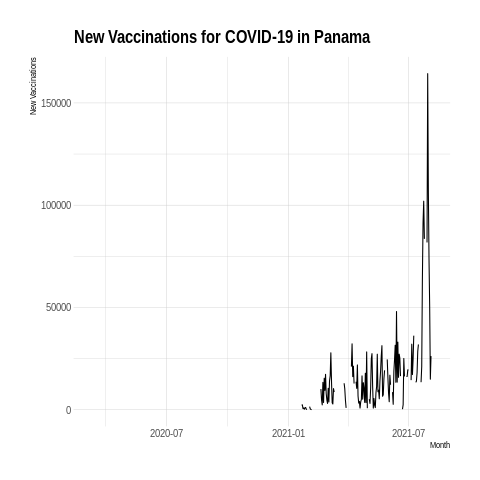 New Vaccinations for COVID-19 in Panama
New Vaccinations
150000
100000
50000
0
2020-07
2021-01
2021-07
Month